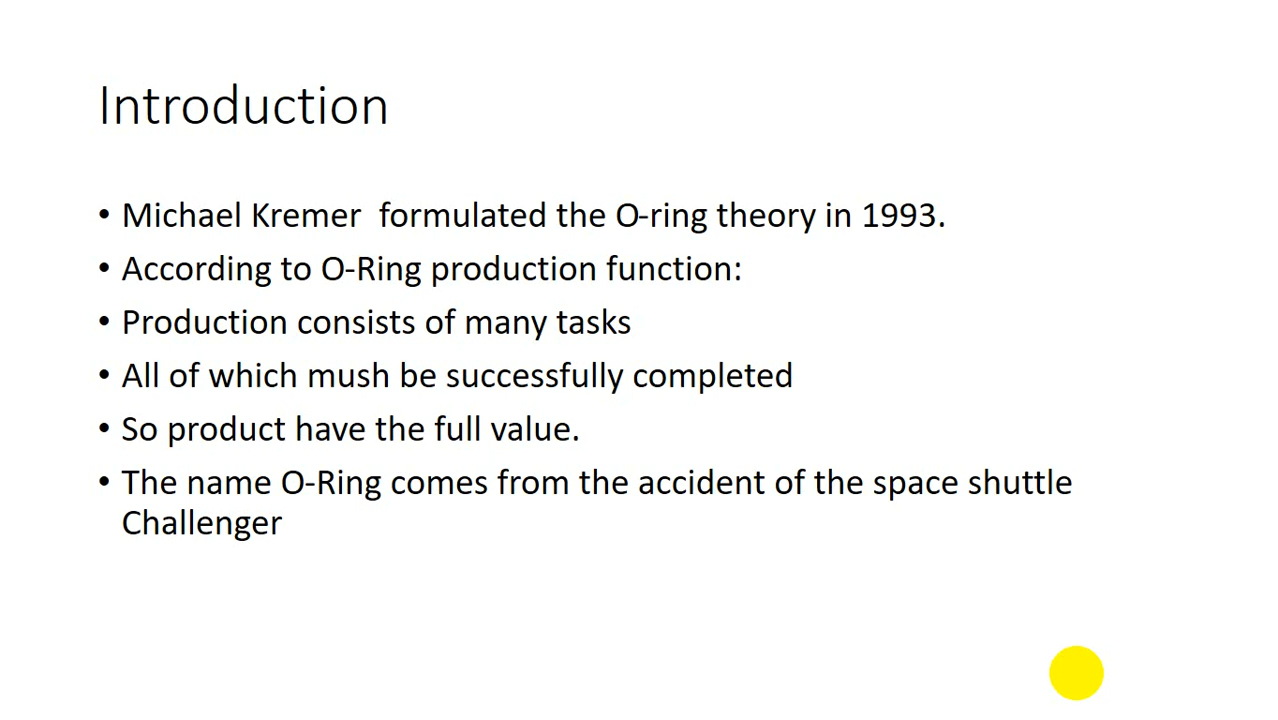 Introduction
• Michael Kremer  formulated the O-ring theory in 1993.
• According to O-Ring production function:
• Production consists of many tasks
• All of which mush be successfully completed
• So product have the full value.
• The name O-Ring comes from the accident of the space shuttle
Challenger